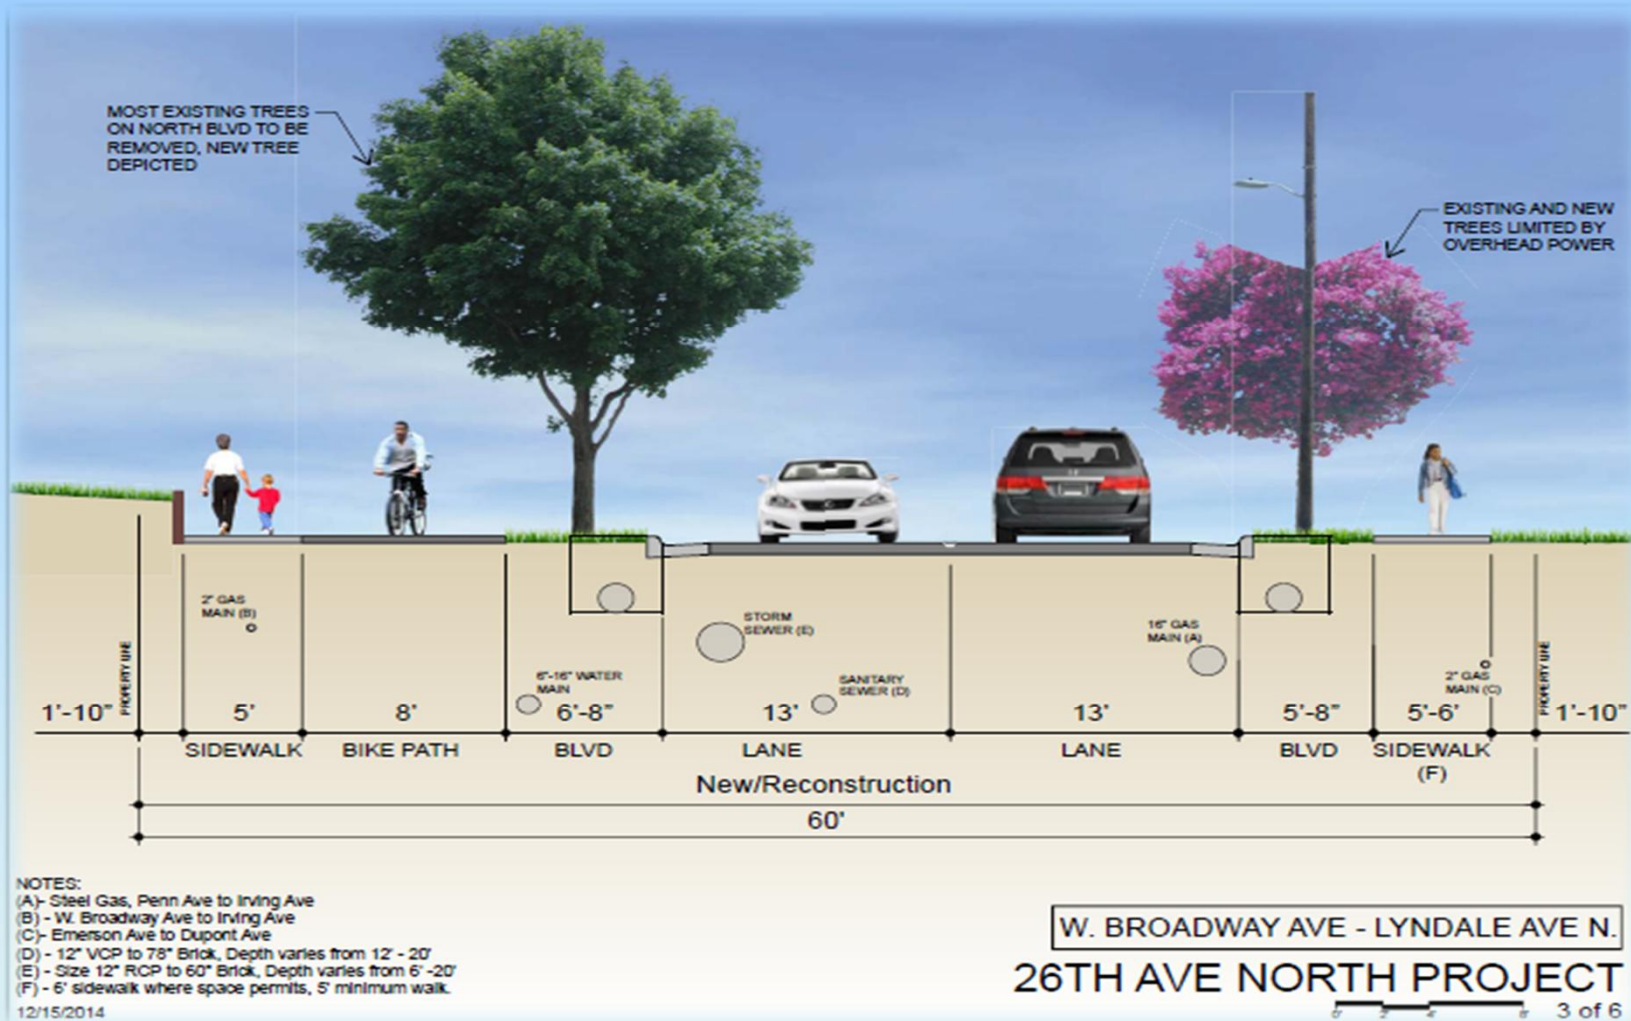 MOST EXISTING TREES
ON NORTH BLVD TO BE
REMOVED, NEW TREE
DEPICTED
EXISTING AND NEW
TREES LIMITED BY
OVERHEAD POWER
2" GAS
MAIN (B)
STORM
SEWER (E)
16" GAS
MAIN (A)
6"-16" WATER
MAIN
SANITARY
SEWER (D)
2" GAS
MAIN (C)
PROPERTY LINE
PROPERTY LINE
1'-10" 5' 8' 6'-8" 13' 13' 5'-8" 5'-6' 1'-10"
SIDEWALK BIKE PATH BLVD LANE LANE BLVD SIDEWALK
(F)
New/Reconstruction
60'
NOTES:
(A)- Steel Gas, Penn Ave to Irving Ave
(B) - W. Broadway Ave to Irving Ave
(C)- Emerson Ave to Dupont Ave
(D) - 12" VCP to 78" Brick, Depth varies from 12' - 20'
(E) - Size 12" RCP to 60" Brick, Depth varies from 6' -20'
(F) - 6' sidewalk where space permits, 5' minimum walk.
12/15/2014
W. BROADWAY AVE - LYNDALE AVE N.
26TH AVE NORTH PROJECT
0' 2' 4' 8'
3 of 6